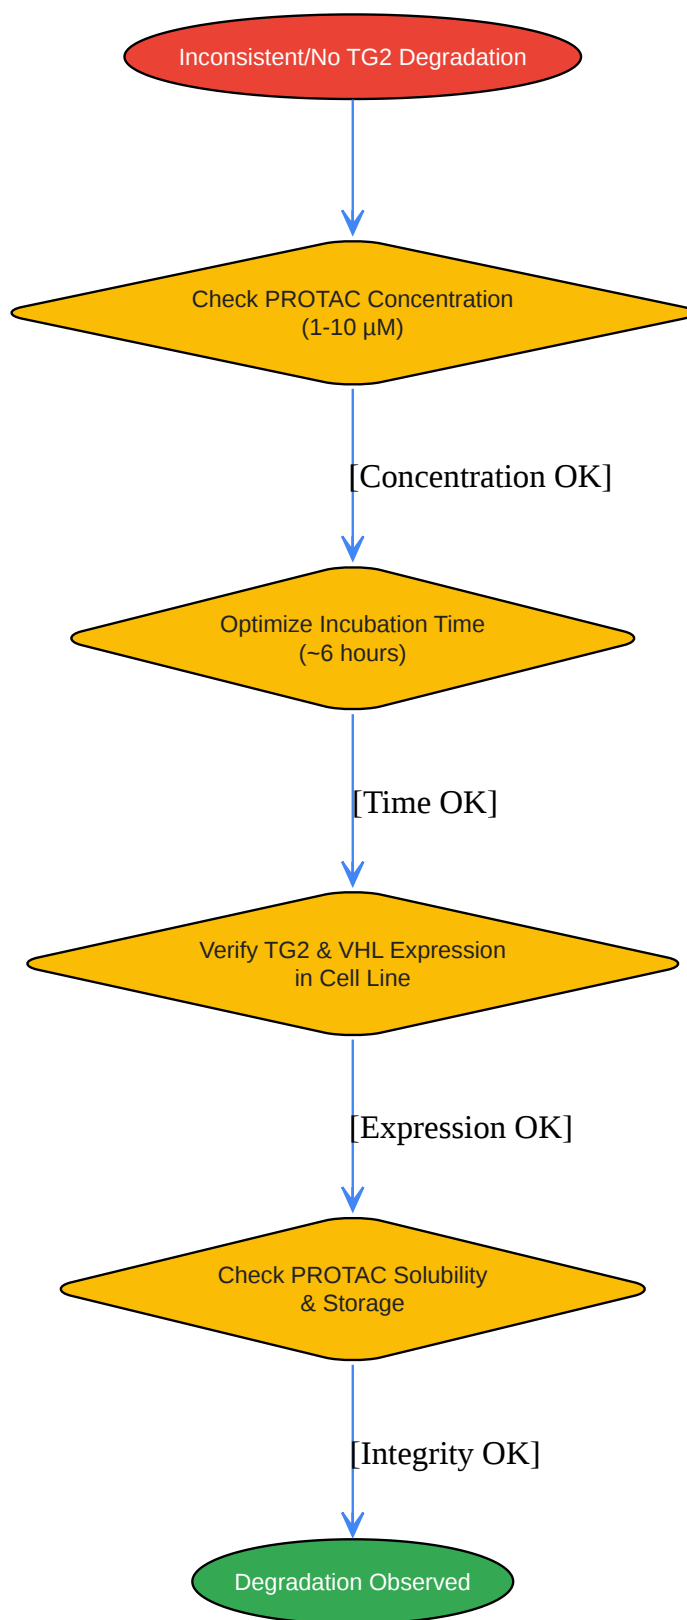 Inconsistent/No TG2 Degradation
Check PROTAC Concentration
(1-10 µM)
[Concentration OK]
Optimize Incubation Time
(~6 hours)
[Time OK]
Verify TG2 & VHL Expression
in Cell Line
[Expression OK]
Check PROTAC Solubility
& Storage
[Integrity OK]
Degradation Observed